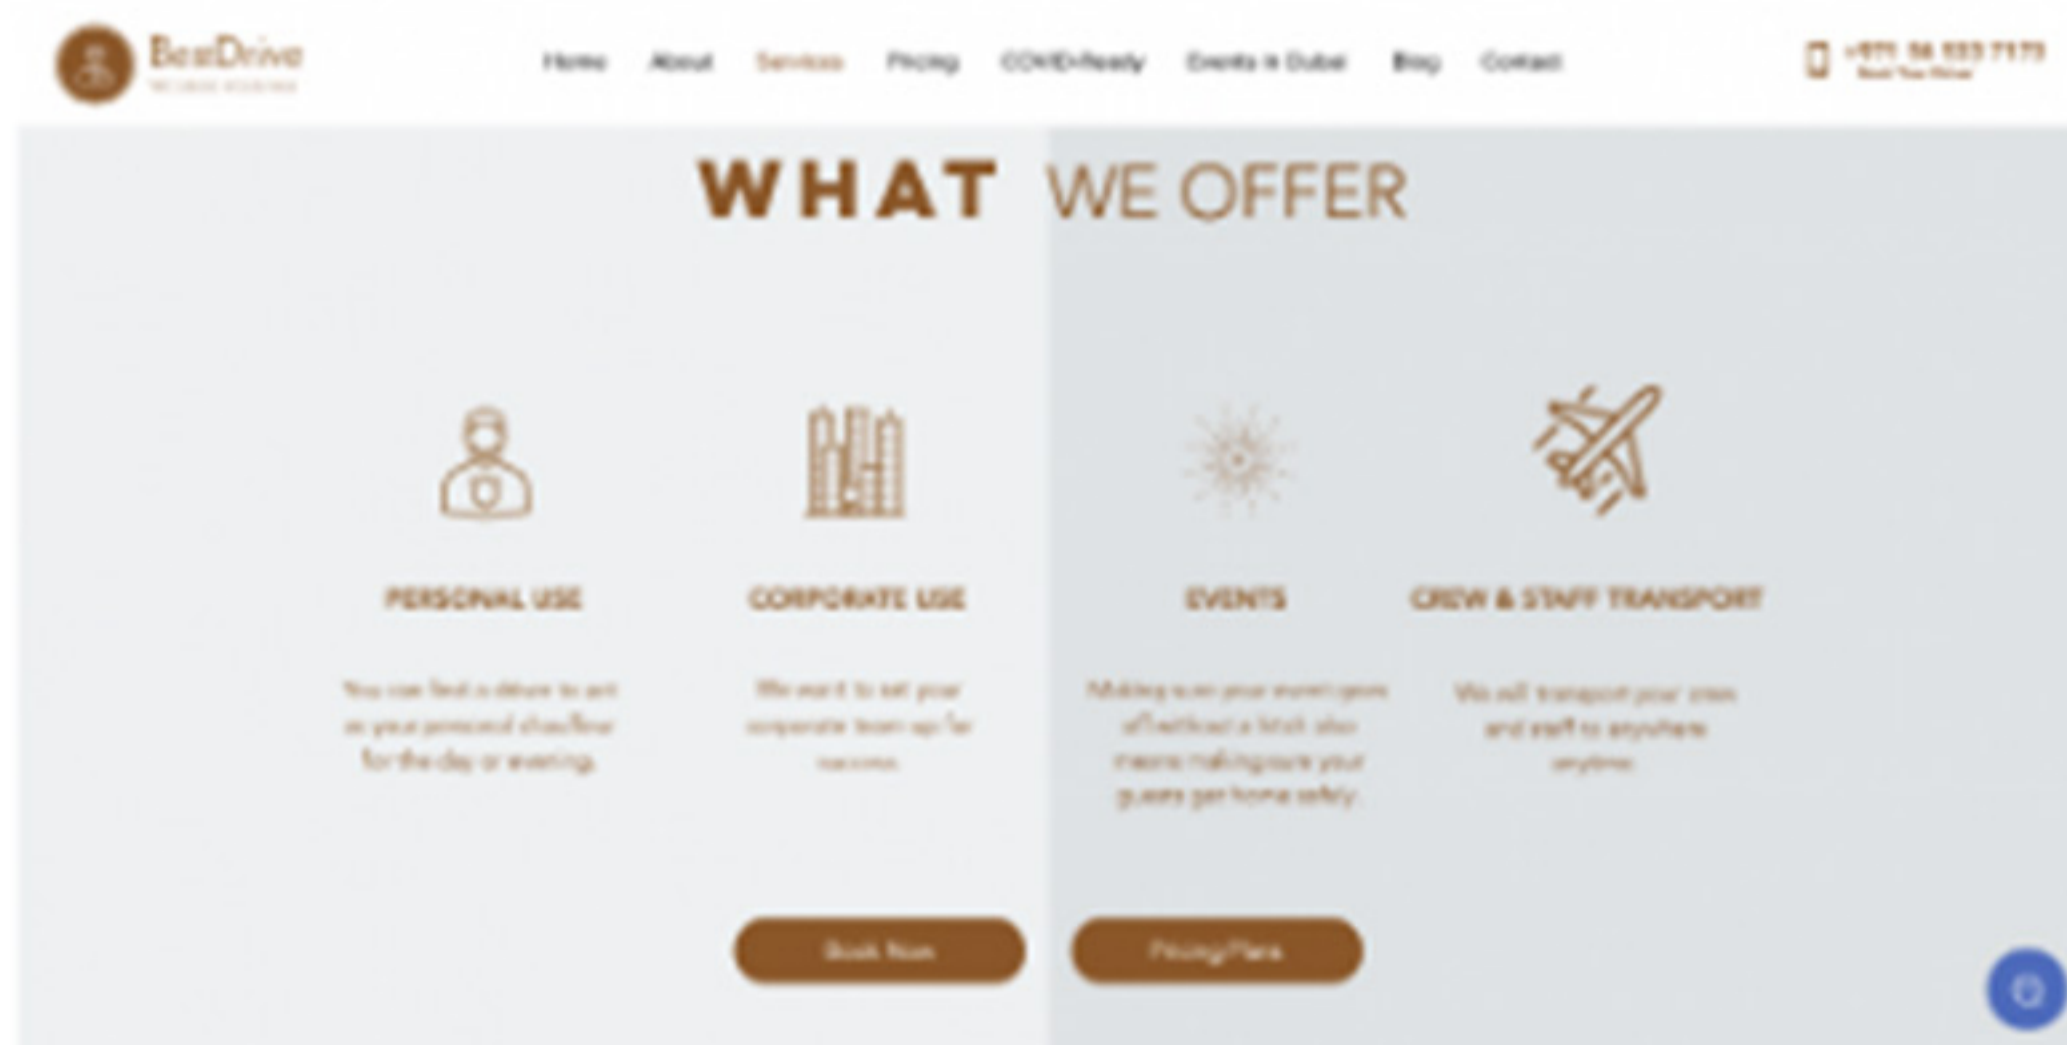 BestDrive
Home About Services Pricing COVID-Ready Events in Dubai Blog Contact
WHAT WE OFFER
PERSONAL USE
You can find a driver to act
as your personal chauffeur
for the day or evening.
CORPORATE USE
We want to set your
corporate team up for
success.
EVENTS
Making sure your event goes
off without a hitch also
means making sure your
guests get home safely.
CREW & STAFF TRANSPORT
We will transport your crew
and staff to anywhere
anytime.
Book Now
Pricing Plans